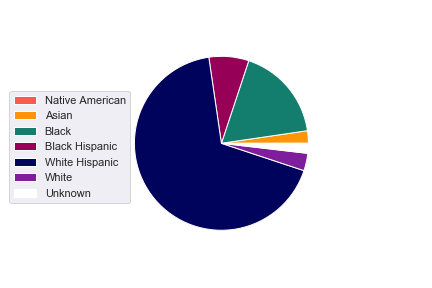 Native American
Asian
Black
Black Hispanic
White Hispanic
White
Unknown